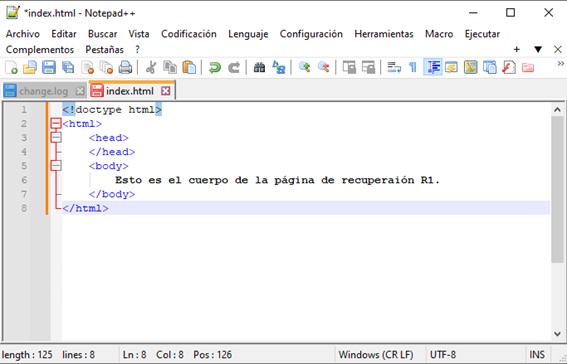 *index.html - Notepad++
Archivo Editar Buscar Vista Codificación Lenguaje Configuración Herramientas Macro Ejecutar
Complementos Pestañas ? + ▼ X
change.log index.html
1 <!doctype html>
2 <html>
3 <head>
4 </head>
5 <body>
6 Esto es el cuerpo de la página de recuperaión R1.
7 </body>
8 </html>
length : 125 lines : 8 Ln : 8 Col : 8 Pos : 126 Windows (CR LF) UTF-8 INS